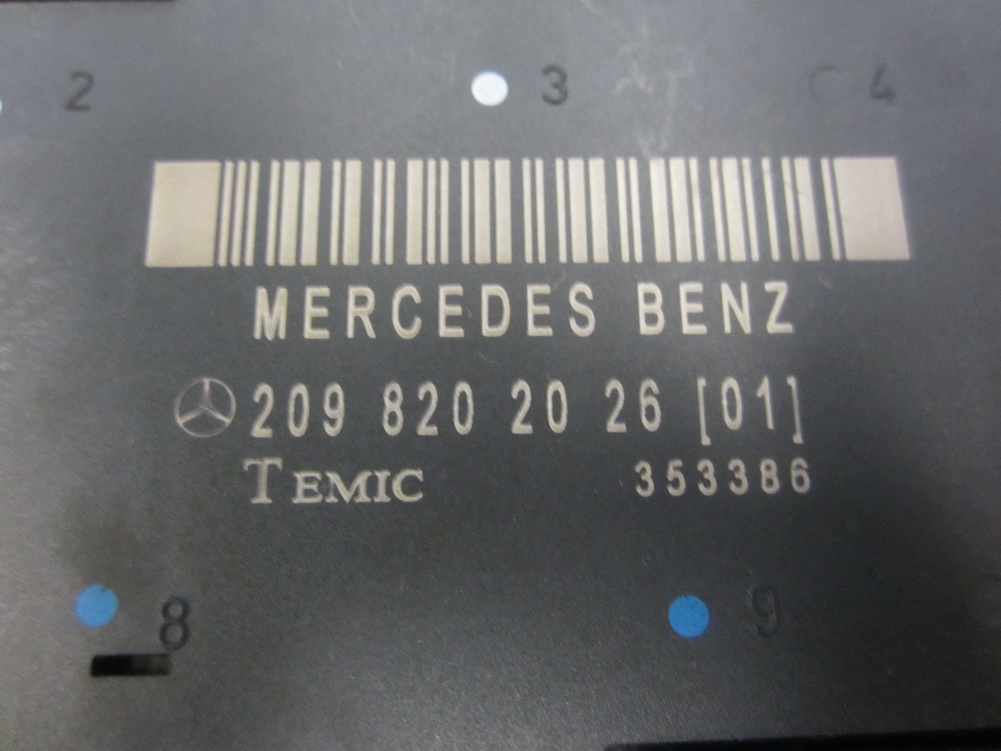 2 3 4
MERCEDES BENZ
209 820 20 26 [01]
TEMIC 353386
8 9